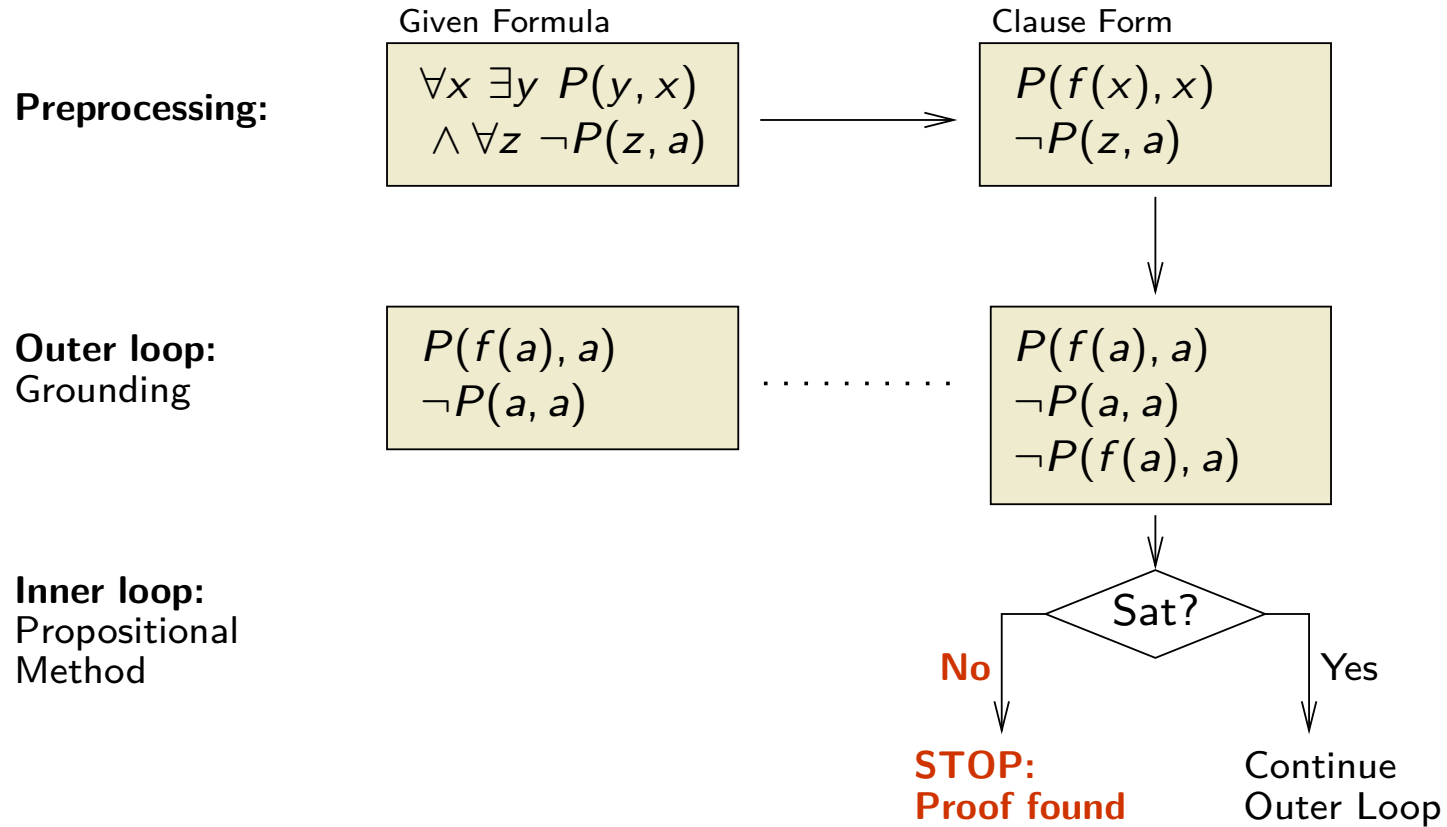 Given Formula
Clause Form
Preprocessing:
∀x ∃y P(y, x)
∧ ∀z ¬P(z, a)
P(f(x), x)
¬P(z, a)
Outer loop:
Grounding
P(f(a), a)
¬P(a, a)
. . . . . . . . . .
P(f(a), a)
¬P(a, a)
¬P(f(a), a)
Inner loop:
Propositional
Method
Sat?
No
Yes
STOP:
Proof found
Continue
Outer Loop